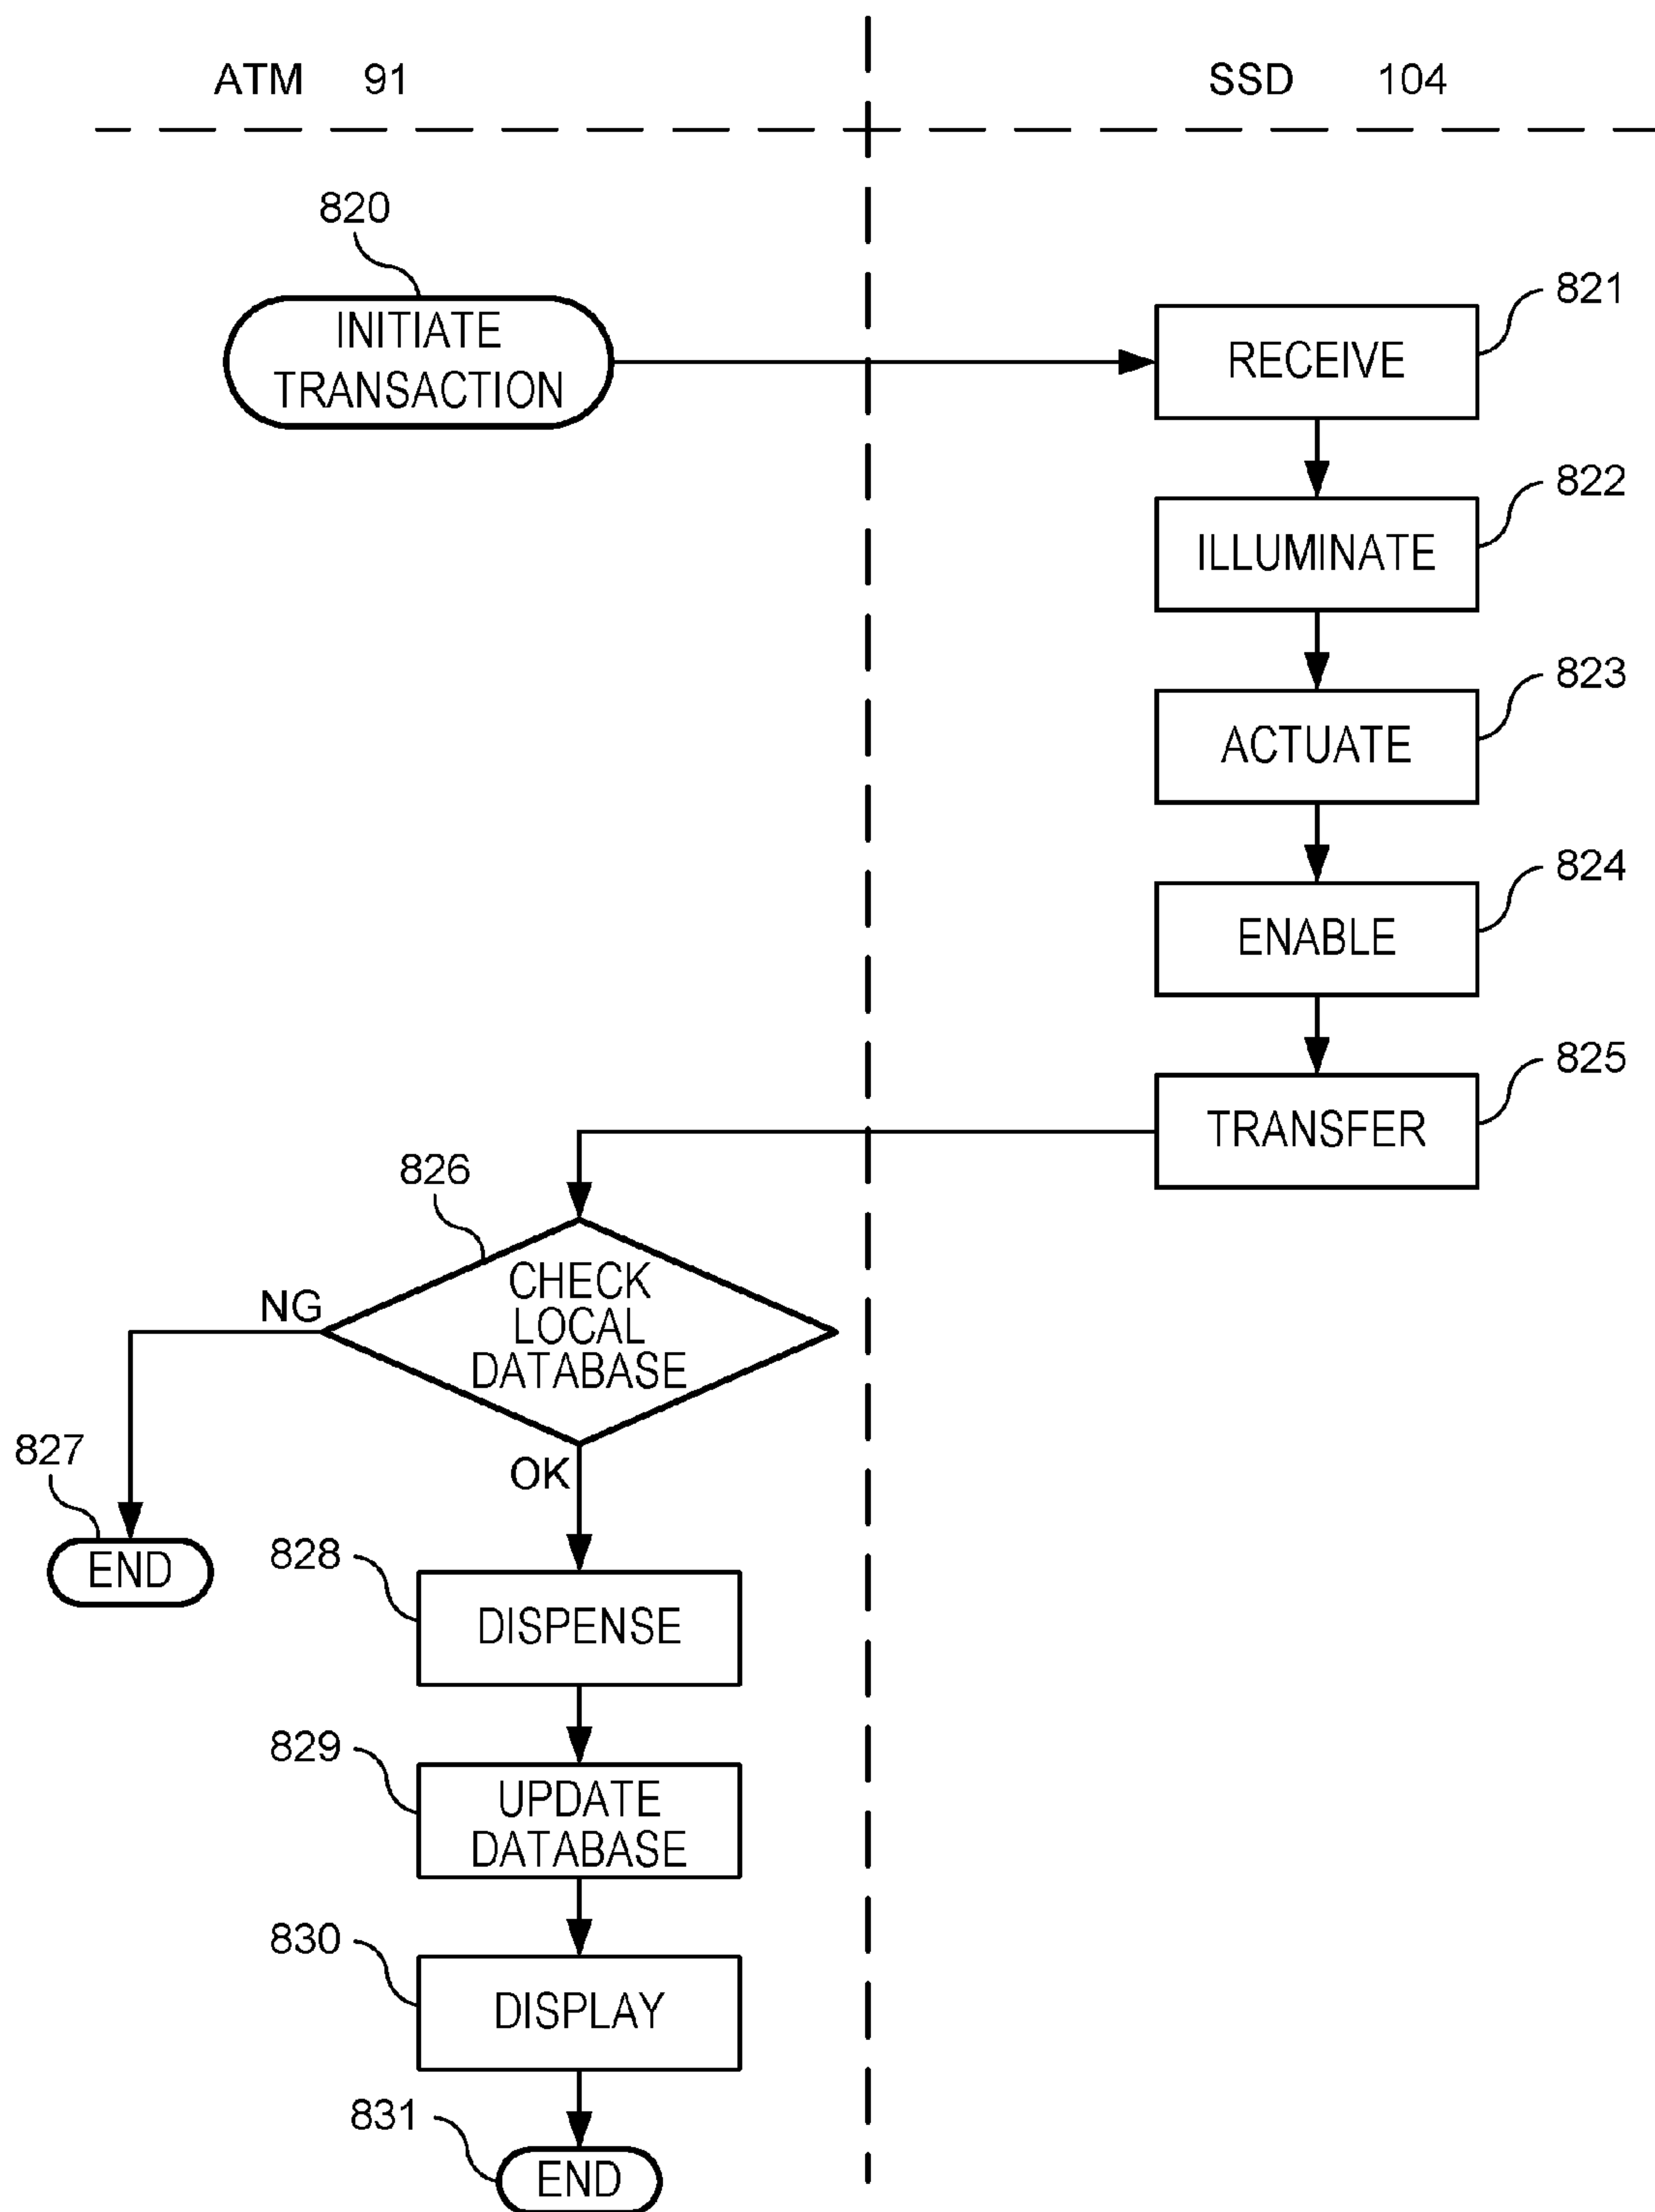 ATM 91
SSD 104
820
INITIATE
TRANSACTION
821
RECEIVE
822
ILLUMINATE
823
ACTUATE
824
ENABLE
825
TRANSFER
826
CHECK
LOCAL
DATABASE
NG
OK
827
END
828
DISPENSE
829
UPDATE
DATABASE
830
DISPLAY
831
END